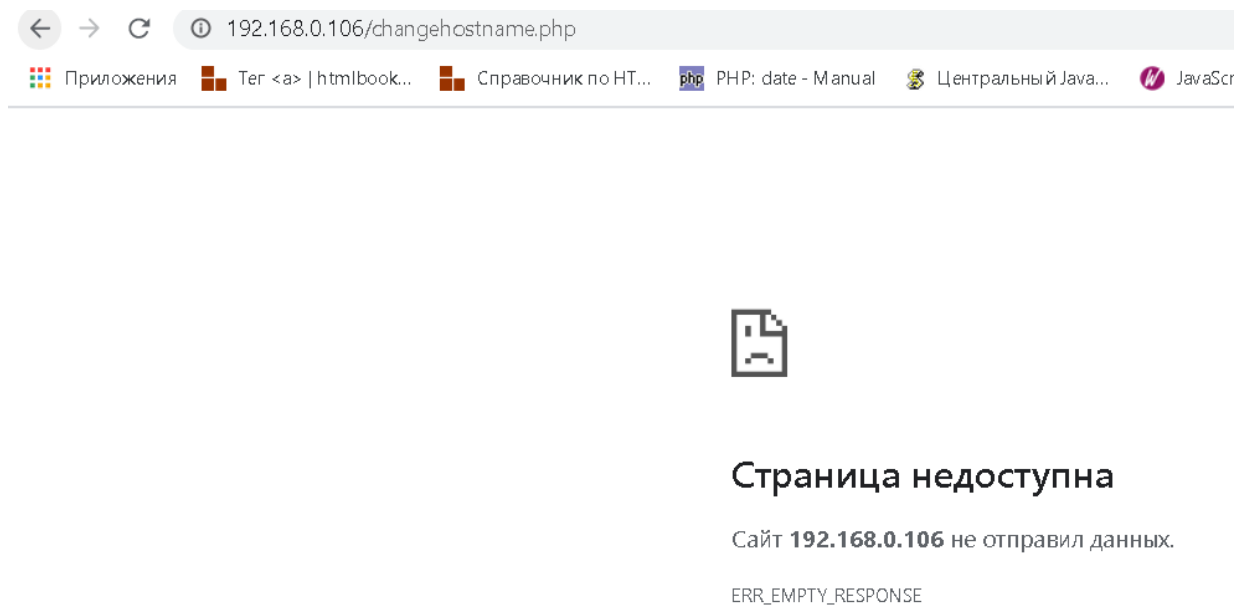 192.168.0.106/changehostname.php
Приложения Тег <a> | htmlbook... Справочник по HT... php PHP: date - Manual Центральный Java... W JavaScr
Страница недоступна
Сайт 192.168.0.106 не отправил данных.
ERR_EMPTY_RESPONSE